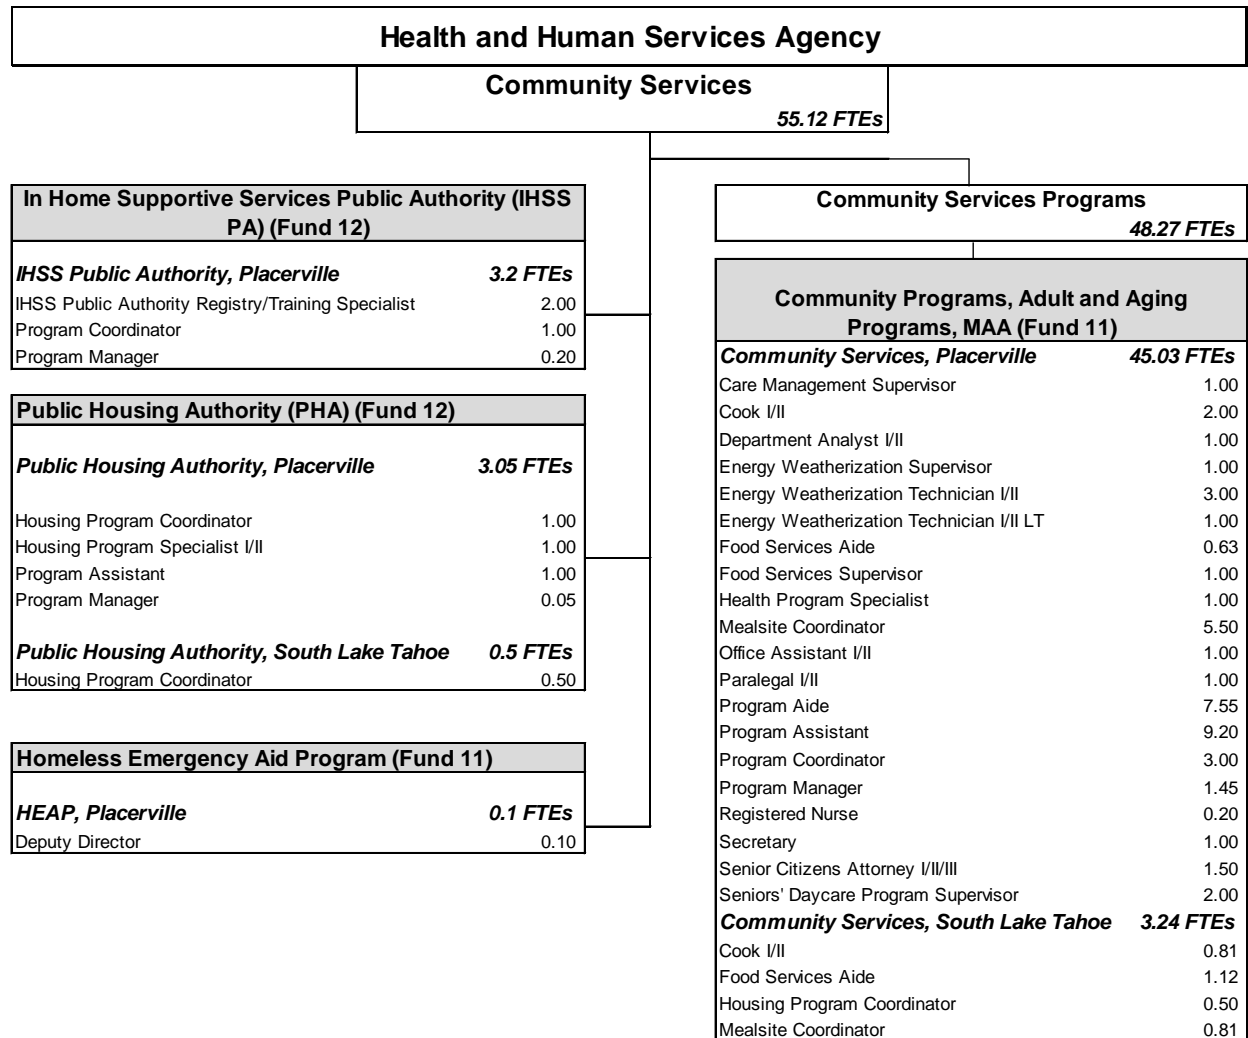 Health and Human Services Agency
Community Services
55.12 FTEs
In Home Supportive Services Public Authority (IHSS
PA) (Fund 12)
IHSS Public Authority, Placerville 3.2 FTEs
IHSS Public Authority Registry/Training Specialist 2.00
Program Coordinator 1.00
Program Manager 0.20
Public Housing Authority (PHA) (Fund 12)
Public Housing Authority, Placerville 3.05 FTEs
Housing Program Coordinator 1.00
Housing Program Specialist I/II 1.00
Program Assistant 1.00
Program Manager 0.05
Public Housing Authority, South Lake Tahoe 0.5 FTEs
Housing Program Coordinator 0.50
Homeless Emergency Aid Program (Fund 11)
HEAP, Placerville 0.1 FTEs
Deputy Director 0.10
Community Services Programs
48.27 FTEs
Community Programs, Adult and Aging
Programs, MAA (Fund 11)
Community Services, Placerville 45.03 FTEs
Care Management Supervisor 1.00
Cook I/II 2.00
Department Analyst I/II 1.00
Energy Weatherization Supervisor 1.00
Energy Weatherization Technician I/II 3.00
Energy Weatherization Technician I/II LT 1.00
Food Services Aide 0.63
Food Services Supervisor 1.00
Health Program Specialist 1.00
Mealsite Coordinator 5.50
Office Assistant I/II 1.00
Paralegal I/II 1.00
Program Aide 7.55
Program Assistant 9.20
Program Coordinator 3.00
Program Manager 1.45
Registered Nurse 0.20
Secretary 1.00
Senior Citizens Attorney I/II/III 1.50
Seniors' Daycare Program Supervisor 2.00
Community Services, South Lake Tahoe 3.24 FTEs
Cook I/II 0.81
Food Services Aide 1.12
Housing Program Coordinator 0.50
Mealsite Coordinator 0.81